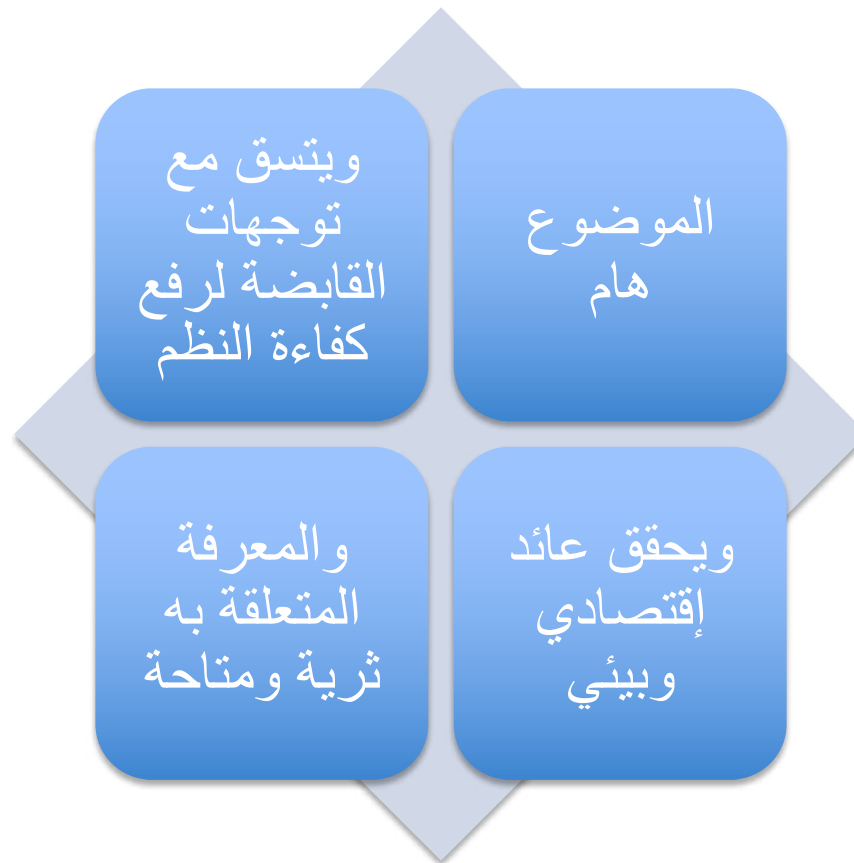 الموضوع
هام
ويتسق مع
توجهات
القابضة لرفع
كفاءة النظم
ويحقق عائد
إقتصادي
وبيئي
والمعرفة
المتعلقة به
ثرية ومتاحة